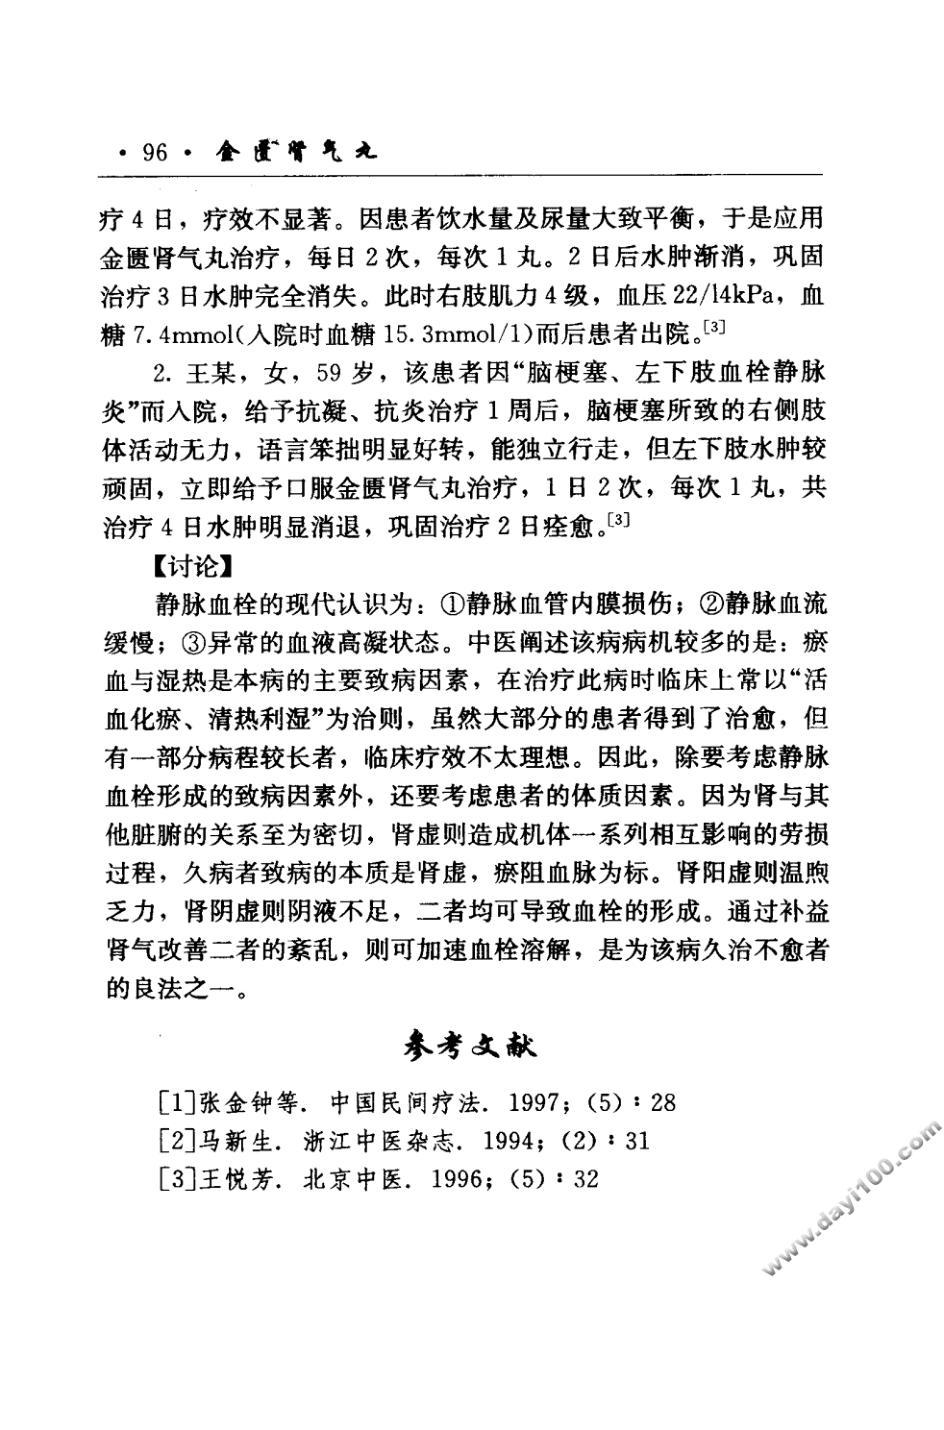 ·96· 金匮肾气丸
疗 4 日，疗效不显著。因患者饮水量及尿量大致平衡，于是应用
金匮肾气丸治疗，每日 2 次，每次 1 丸。2 日后水肿渐消，巩固
治疗 3 日水肿完全消失。此时右肢肌力 4 级，血压 22/14kPa，血
糖 7.4mmol(入院时血糖 15.3mmol/1)而后患者出院。[3]
2. 王某，女，59 岁，该患者因“脑梗塞、左下肢血栓静脉
炎”而入院，给予抗凝、抗炎治疗 1 周后，脑梗塞所致的右侧肢
体活动无力，语言笨拙明显好转，能独立行走，但左下肢水肿较
顽固，立即给予口服金匮肾气丸治疗，1 日 2 次，每次 1 丸，共
治疗 4 日水肿明显消退，巩固治疗 2 日痊愈。[3]
【讨论】
静脉血栓的现代认识为：①静脉血管内膜损伤；②静脉血流
缓慢；③异常的血液高凝状态。中医阐述该病病机较多的是：瘀
血与湿热是本病的主要致病因素，在治疗此病时临床上常以“活
血化瘀、清热利湿”为治则，虽然大部分的患者得到了治愈，但
有一部分病程较长者，临床疗效不太理想。因此，除要考虑静脉
血栓形成的致病因素外，还要考虑患者的体质因素。因为肾与其
他脏腑的关系至为密切，肾虚则造成机体一系列相互影响的劳损
过程，久病者致病的本质是肾虚，瘀阻血脉为标。肾阳虚则温煦
乏力，肾阴虚则阴液不足，二者均可导致血栓的形成。通过补益
肾气改善二者的紊乱，则可加速血栓溶解，是为该病久治不愈者
的良法之一。
参考文献
[1]张金钟等. 中国民间疗法. 1997；(5)：28
[2]马新生. 浙江中医杂志. 1994；(2)：31
[3]王悦芳. 北京中医. 1996；(5)：32
www.dayi100.com